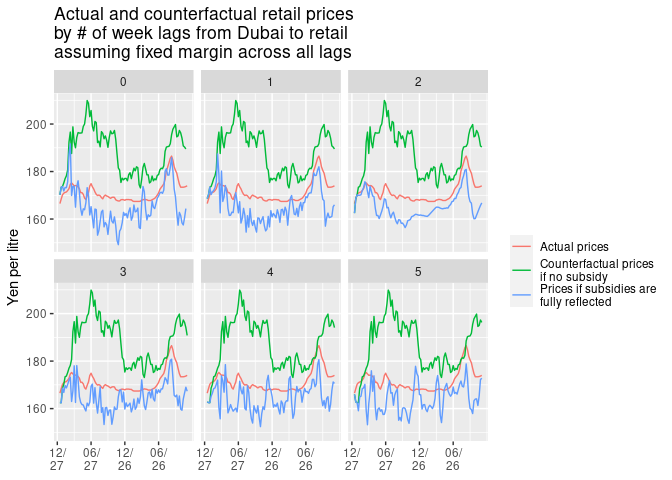 Actual and counterfactual retail prices
by # of week lags from Dubai to retail
assuming fixed margin across all lags
0 1 2
200
180
160
3 4 5
200
180
160
12/ 06/ 12/ 06/ 12/ 06/ 12/ 06/ 12/ 06/ 12/ 06/
27 27 26 26 27 27 26 26 27 27 26 26
Yen per litre
Actual prices
Counterfactual prices
if no subsidy
Prices if subsidies are
fully reflected